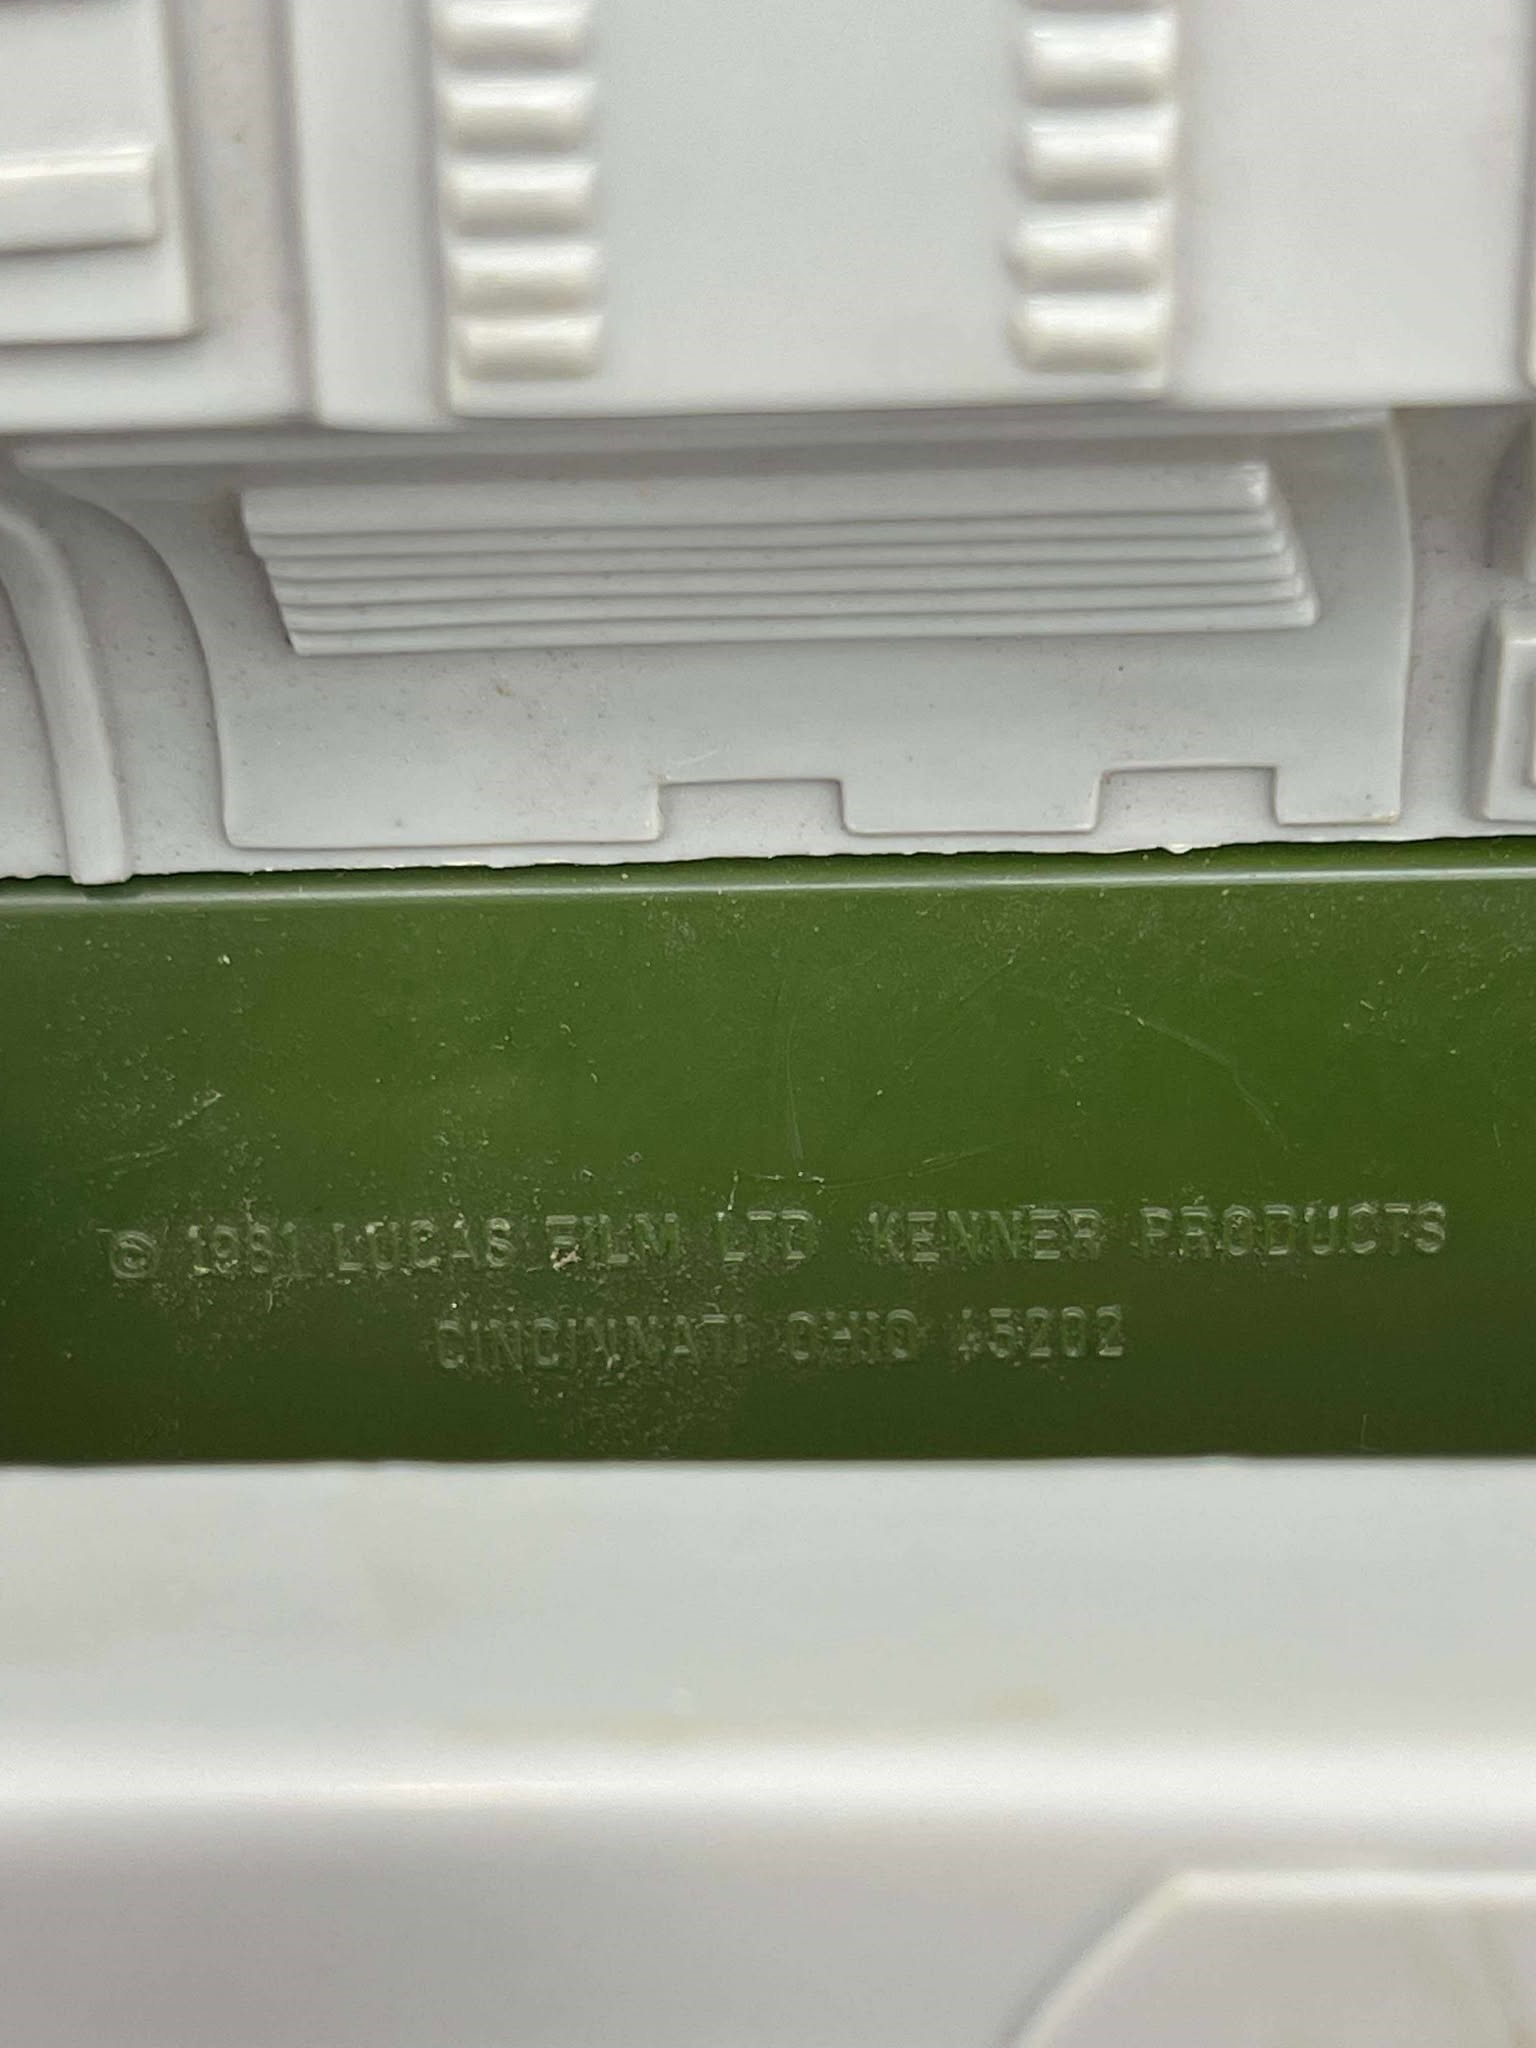 © 1981 LUCAS FILM LTD KENNER PRODUCTS
CINCINNATI OHIO 45202